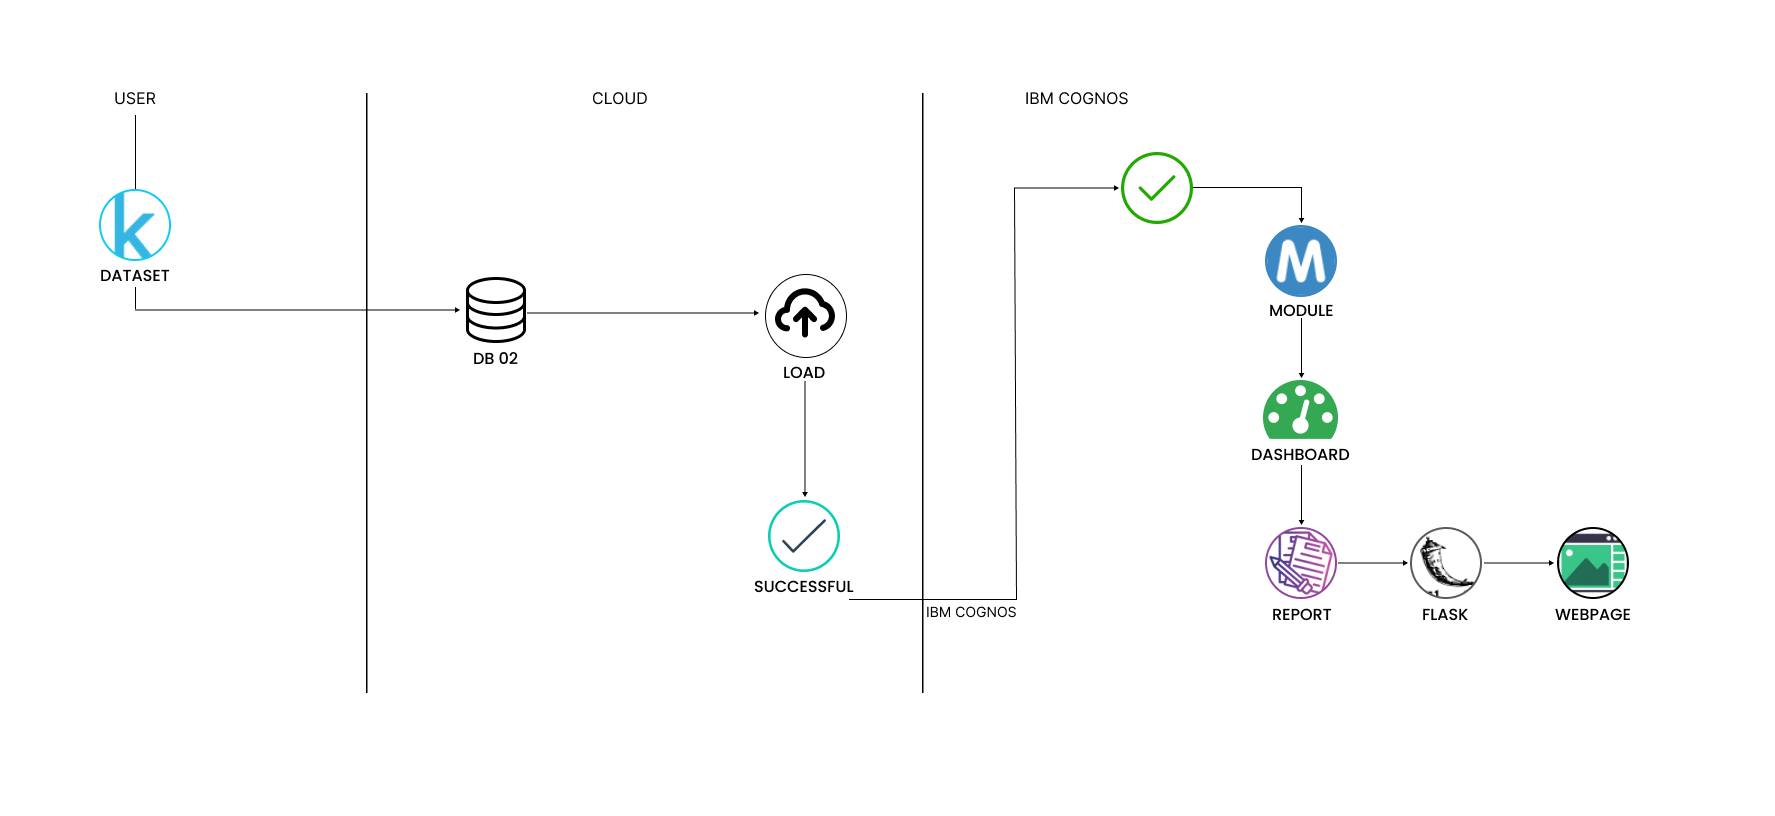 USER
CLOUD
IBM COGNOS
k
DATASET
DB 02
LOAD
SUCCESSFUL
IBM COGNOS
M
MODULE
DASHBOARD
REPORT
FLASK
WEBPAGE